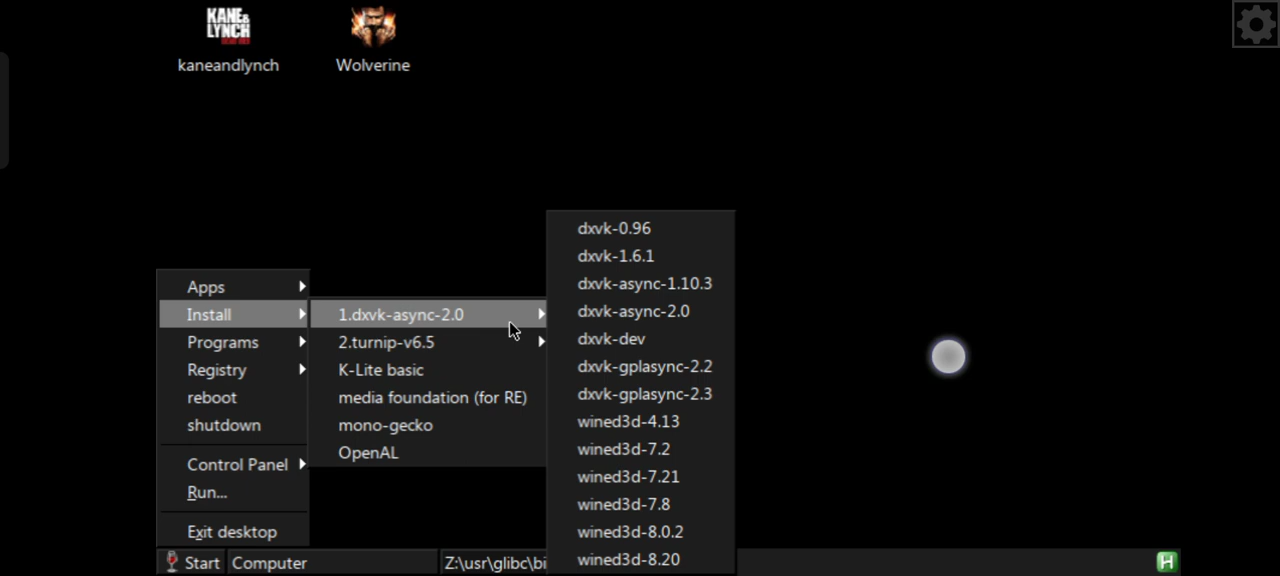 KANE&
LYNCH
kaneandlynch
Wolverine
Apps
Install
Programs
Registry
reboot
shutdown
Control Panel
Run...
Exit desktop
1.dxvk-async-2.0
2.turnip-v6.5
K-Lite basic
media foundation (for RE)
mono-gecko
OpenAL
dxvk-0.96
dxvk-1.6.1
dxvk-async-1.10.3
dxvk-async-2.0
dxvk-dev
dxvk-gplasync-2.2
dxvk-gplasync-2.3
wined3d-4.13
wined3d-7.2
wined3d-7.21
wined3d-7.8
wined3d-8.0.2
wined3d-8.20
Start
Computer
Z:\usr\glibc\bi
H